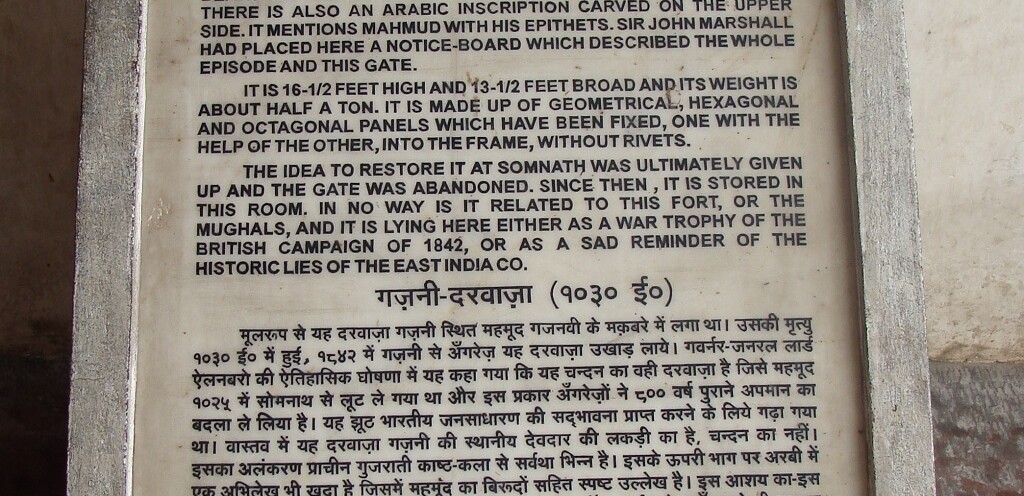 THERE IS ALSO AN ARABIC INSCRIPTION CARVED ON THE UPPER
SIDE. IT MENTIONS MAHMUD WITH HIS EPITHETS. SIR JOHN MARSHALL
HAD PLACED HERE A NOTICE-BOARD WHICH DESCRIBED THE WHOLE
EPISODE AND THIS GATE.
IT IS 16-1/2 FEET HIGH AND 13-1/2 FEET BROAD AND ITS WEIGHT IS
ABOUT HALF A TON. IT IS MADE UP OF GEOMETRICAL, HEXAGONAL
AND OCTAGONAL PANELS WHICH HAVE BEEN FIXED, ONE WITH THE
HELP OF THE OTHER, INTO THE FRAME, WITHOUT RIVETS.
THE IDEA TO RESTORE IT AT SOMNATH WAS ULTIMATELY GIVEN
UP AND THE GATE WAS ABANDONED. SINCE THEN , IT IS STORED IN
THIS ROOM. IN NO WAY IS IT RELATED TO THIS FORT, OR THE
MUGHALS, AND IT IS LYING HERE EITHER AS A WAR TROPHY OF THE
BRITISH CAMPAIGN OF 1842, OR AS A SAD REMINDER OF THE
HISTORIC LIES OF THE EAST INDIA CO.
गज़नी-दरवाज़ा (१०३० ई०)
मूलरूप से यह दरवाज़ा गज़नी स्थित महमूद गजनवी के मक़बरे में लगा था। उसकी मृत्यु
१०३० ई० में हुई, १८४२ में गज़नी से अँगरेज़ यह दरवाज़ा उखाड़ लाये। गवर्नर-जनरल लार्ड
ऐलनबरो की ऐतिहासिक घोषणा में यह कहा गया कि यह चन्दन का वही दरवाज़ा है जिसे महमूद
१०२५ में सोमनाथ से लूट ले गया था और इस प्रकार अँगरेज़ों ने ८०० वर्ष पुराने अपमान का
बदला ले लिया है। यह झूठ भारतीय जनसाधारण की सद्भावना प्राप्त करने के लिये गढ़ा गया
था। वास्तव में यह दरवाज़ा गज़नी की स्थानीय देवदार की लकड़ी का है, चन्दन का नहीं।
इसका अलंकरण प्राचीन गुजराती काष्ठ-कला से सर्वथा भिन्न है। इसके ऊपरी भाग पर अरबी में
एक अभिलेख भी खुदा है जिसमें महमूद का बिरूदों सहित स्पष्ट उल्लेख है। इस आशय का-इस